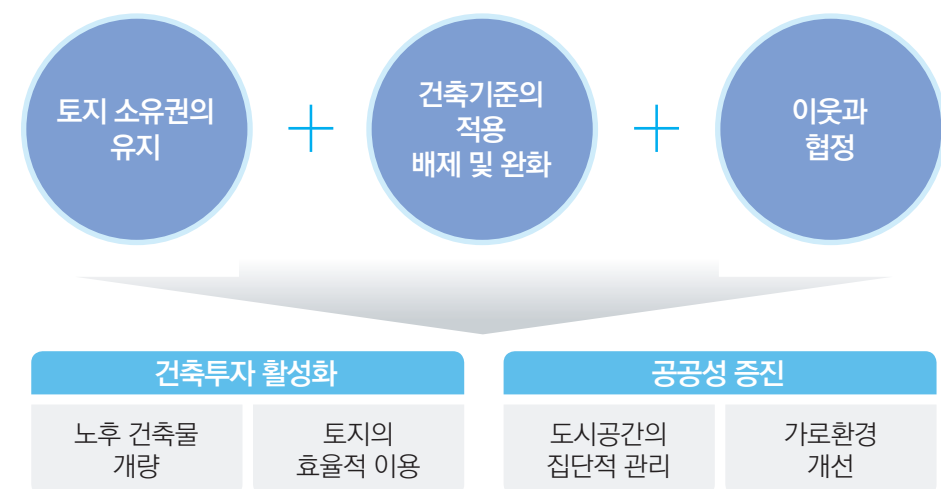 토지 소유권의
유지
건축기준의
적용
배제 및 완화
이웃과
협정
건축투자 활성화
공공성 증진
노후 건축물
개량
토지의
효율적 이용
도시공간의
집단적 관리
가로환경
개선